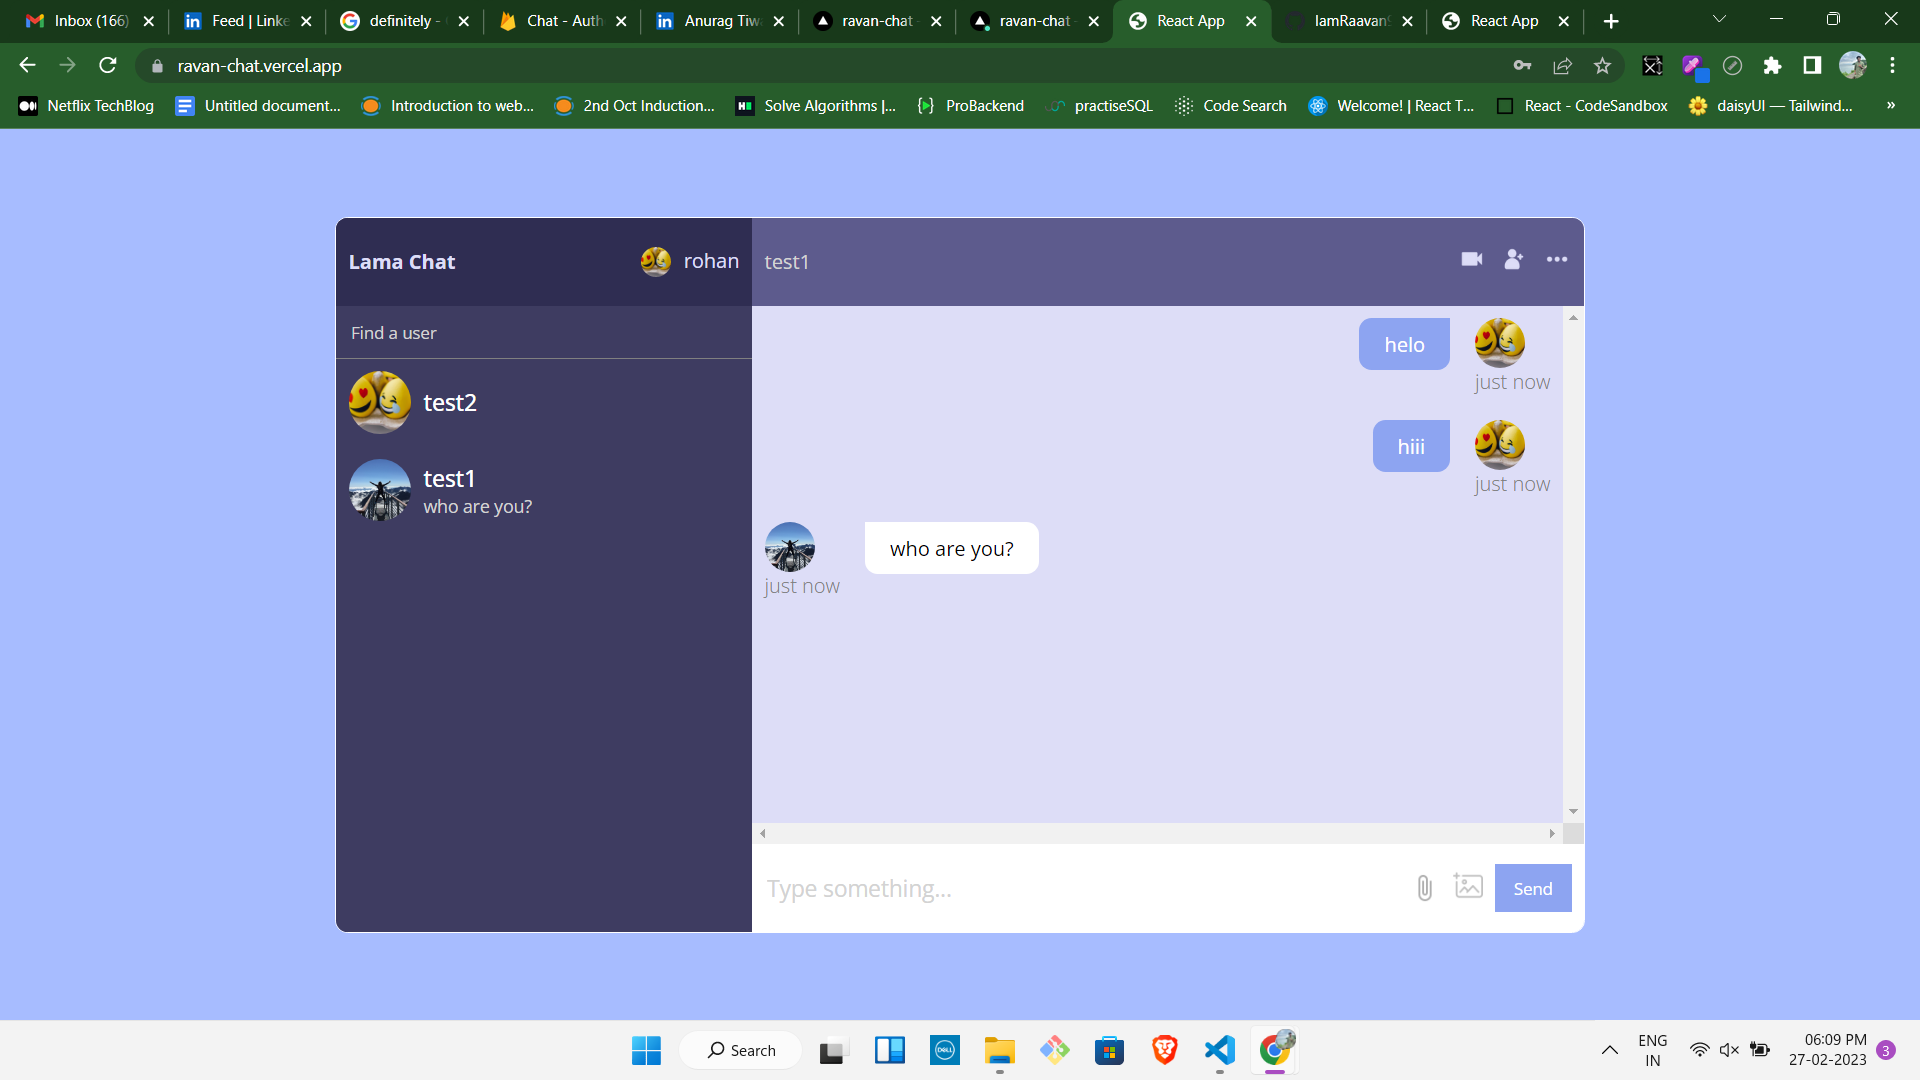 Inbox (166)
Feed | Linke
definitely -
Chat - Auth
Anurag Tiw
ravan-chat
ravan-chat
React App
IamRaavan
React App
ravan-chat.vercel.app
Netflix TechBlog
Untitled document...
Introduction to web...
2nd Oct Induction...
Solve Algorithms |...
ProBackend
practiseSQL
Code Search
Welcome! | React T...
React - CodeSandbox
daisyUI — Tailwind...
»
Lama Chat
rohan
test1
Find a user
test2
test1
who are you?
helo
just now
hiii
just now
who are you?
just now
Type something...
Send
Search
DELL
ENG
IN
06:09 PM
27-02-2023
3